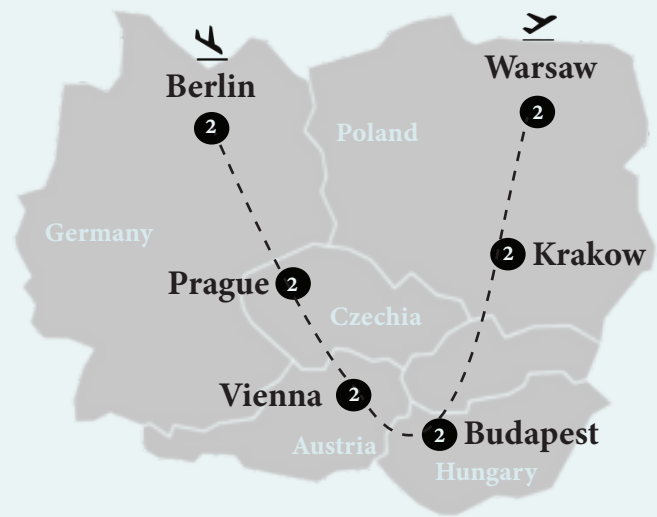 Berlin
2
Warsaw
2
Poland
Germany
Krakow
2
Prague
2
Czechia
Vienna
2
Budapest
2
Austria
Hungary